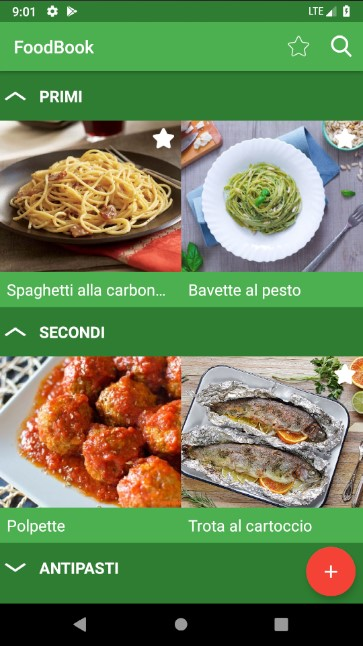 9:01 LTE
FoodBook
PRIMI
Spaghetti alla carbon... Bavette al pesto
SECONDI
Polpette Trota al cartoccio
ANTIPASTI